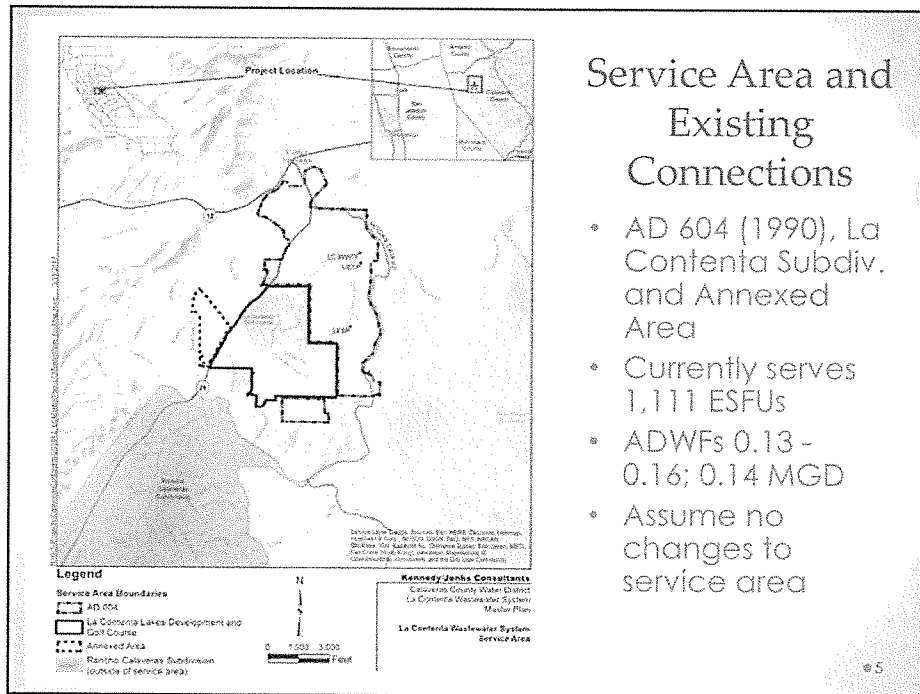 Service Area and
Existing
Connections
• AD 604 (1990), La
Contenta Subdiv.
and Annexed
Area
• Currently serves
1,111 ESFUs
• ADWFs 0.13 -
0.16; 0.14 MGD
• Assume no
changes to
service area
Project Location
12
26
Legend
Service Area Boundaries
AD 604
La Contenta Lakes Development and
Golf Course
Annexed Area
Rancho Calaveras Subdivision
(outside of service area)
N
0 1,500 3,000
Feet
Kennedy/Jenks Consultants
Calaveras County Water District
La Contenta Wastewater System
Master Plan
La Contenta Wastewater System
Service Area
5